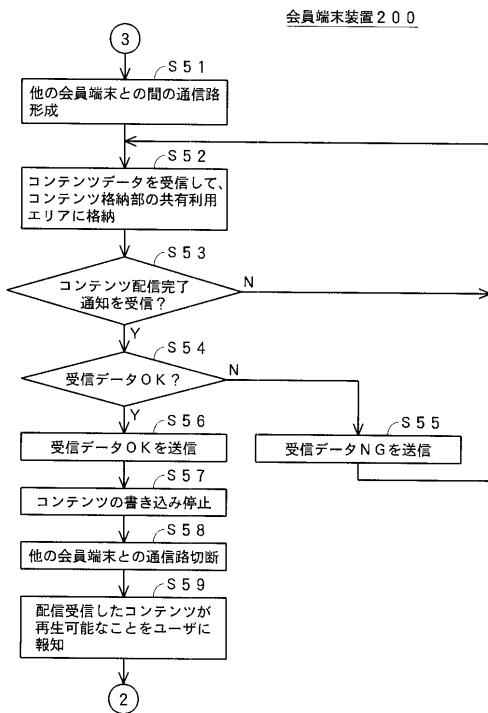 会員端末装置200
3
S51
他の会員端末との間の通信路
形成
S52
コンテンツデータを受信して、
コンテンツ格納部の共有利用
エリアに格納
S53
コンテンツ配信完了
通知を受信?
N
Y
S54
受信データOK?
N
Y
S55
受信データNGを送信
S56
受信データOKを送信
S57
コンテンツの書き込み停止
S58
他の会員端末との通信路切断
S59
配信受信したコンテンツが
再生可能なことをユーザに
報知
2